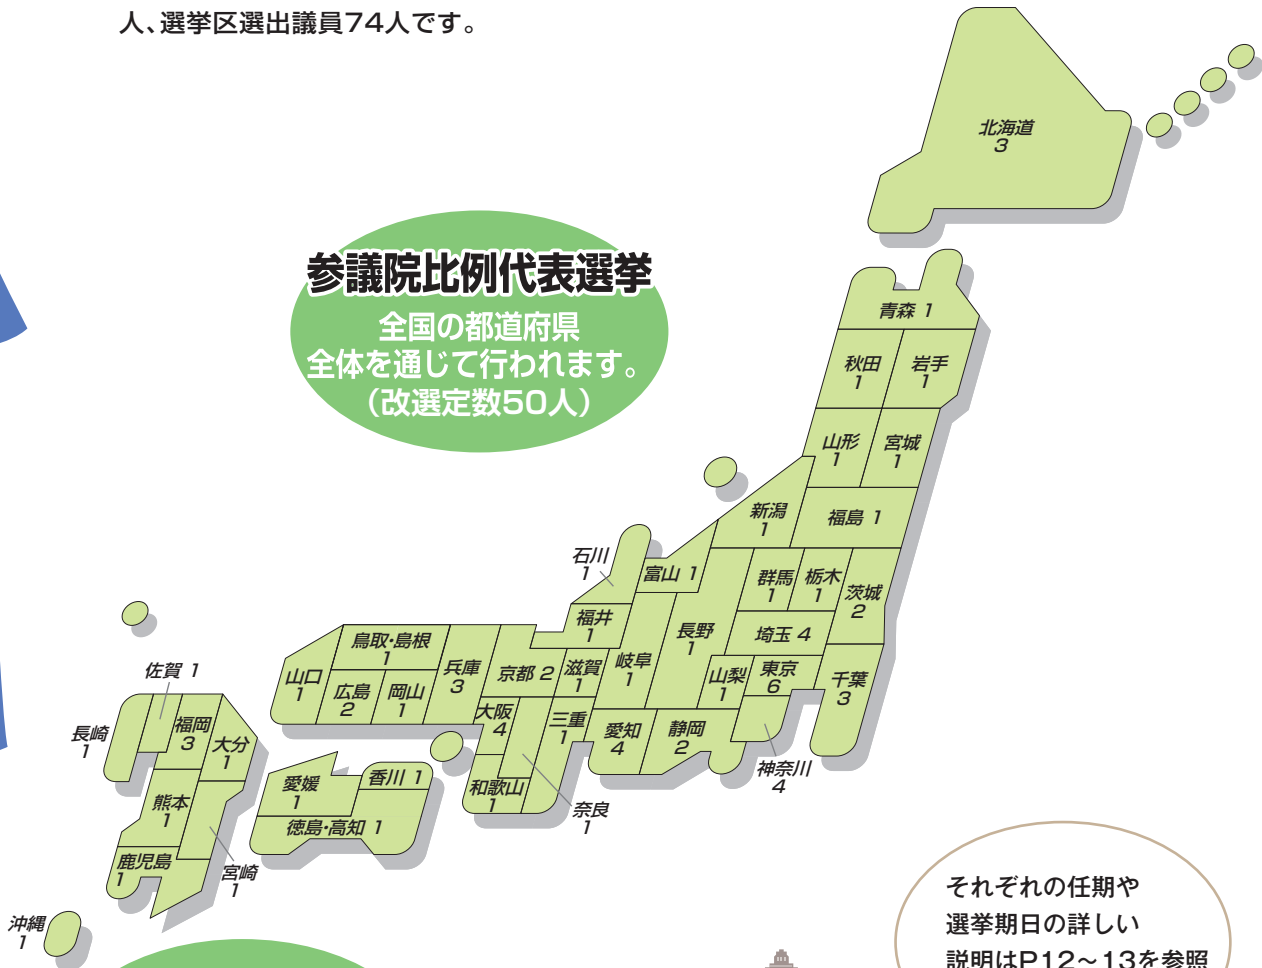 人、選挙区選出議員74人です。
北海道
3
参議院比例代表選挙
全国の都道府県
全体を通じて行われます。
（改選定数50人）
青森 1
秋田
1
岩手
1
山形
1
宮城
1
新潟
1
福島 1
石川
1
富山 1
群馬
1
栃木
1
茨城
2
福井
1
長野
1
埼玉 4
鳥取・島根
1
兵庫
3
京都 2
滋賀
1
岐阜
1
山梨
1
東京
6
千葉
3
佐賀 1
山口
1
広島
2
岡山
1
大阪
4
三重
1
愛知
4
静岡
2
長崎
1
福岡
3
大分
1
神奈川
4
愛媛
1
香川 1
和歌山
1
奈良
1
熊本
1
徳島・高知 1
鹿児島
1
宮崎
1
沖縄
1
それぞれの任期や
選挙期日の詳しい
説明はP12～13を参照